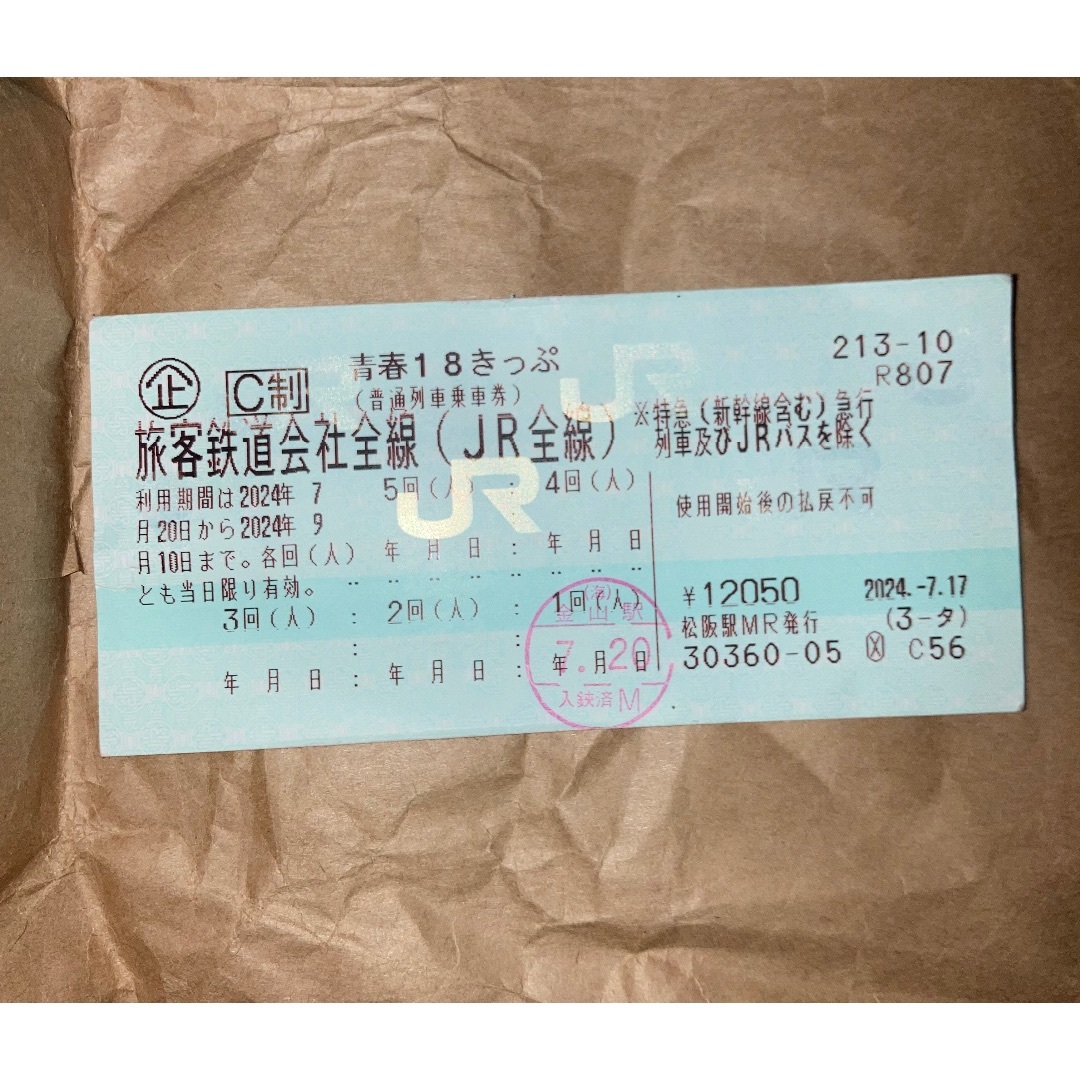 企 C制 青春18きっぷ 213-10
(普通列車乗車券) R807
旅客鉄道会社全線(JR全線) ※特急(新幹線含む)急行
列車及びJRバスを除く
JR
JR
利用期間は2024年 7
月20日から2024年 9
月10日まで。各回(人)
とも当日限り有効。
5回(人) : 4回(人)
年 月 日 : 年 月 日
3回(人) : 2回(人) : 1回(人)
年 月 日 : 年 月 日 : 年 月 日
(海)
金山駅
7.20
入鋏済 M
使用開始後の払戻不可
¥12050 2024.-7.17
松阪駅MR発行 (3-タ)
30360-05 X C56